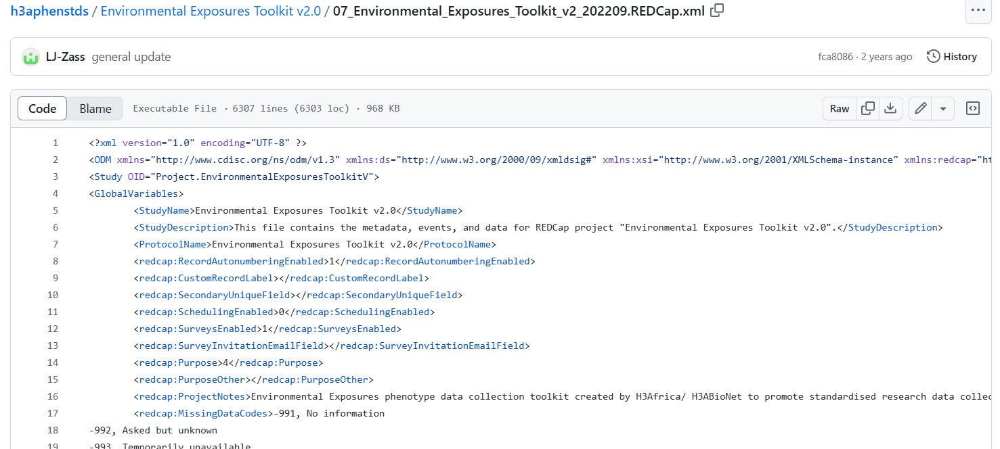 h3aphenstds / Environmental Exposures Toolkit v2.0 / 07_Environmental_Exposures_Toolkit_v2_202209.REDCap.xml
LJ-Zass general update fca8086 · 2 years ago History
Code Blame Executable File · 6307 lines (6303 loc) · 968 KB Raw
1 <?xml version="1.0" encoding="UTF-8" ?>
2 <ODM xmlns="http://www.cdisc.org/ns/odm/v1.3" xmlns:ds="http://www.w3.org/2000/09/xmldsig#" xmlns:xsi="http://www.w3.org/2001/XMLSchema-instance" xmlns:redcap="ht
3 <Study OID="Project.EnvironmentalExposuresToolkitV">
4 <GlobalVariables>
5 <StudyName>Environmental Exposures Toolkit v2.0</StudyName>
6 <StudyDescription>This file contains the metadata, events, and data for REDCap project "Environmental Exposures Toolkit v2.0".</StudyDescription>
7 <ProtocolName>Environmental Exposures Toolkit v2.0</ProtocolName>
8 <redcap:RecordAutonumberingEnabled>1</redcap:RecordAutonumberingEnabled>
9 <redcap:CustomRecordLabel></redcap:CustomRecordLabel>
10 <redcap:SecondaryUniqueField></redcap:SecondaryUniqueField>
11 <redcap:SchedulingEnabled>0</redcap:SchedulingEnabled>
12 <redcap:SurveysEnabled>1</redcap:SurveysEnabled>
13 <redcap:SurveyInvitationEmailField></redcap:SurveyInvitationEmailField>
14 <redcap:Purpose>4</redcap:Purpose>
15 <redcap:PurposeOther></redcap:PurposeOther>
16 <redcap:ProjectNotes>Environmental Exposures phenotype data collection toolkit created by H3Africa/ H3ABioNet to promote standardised research data collec
17 <redcap:MissingDataCodes>-991, No information
18 -992, Asked but unknown
19 -993, Temporarily unavailable